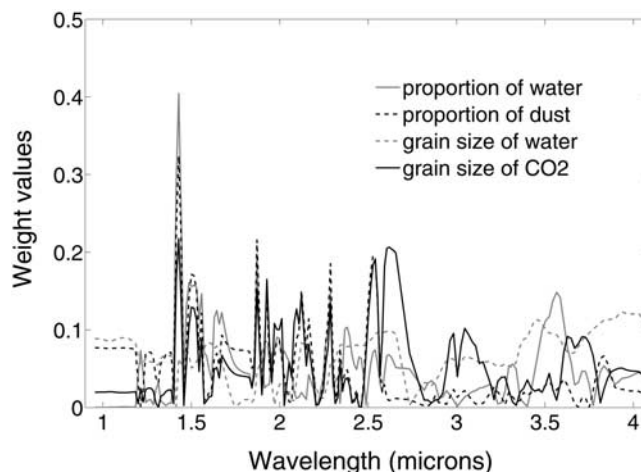 0.5
0.4
0.3
0.2
0.1
0
Weight values
proportion of water
proportion of dust
grain size of water
grain size of CO2
1 1.5 2 2.5 3 3.5 4
Wavelength (microns)